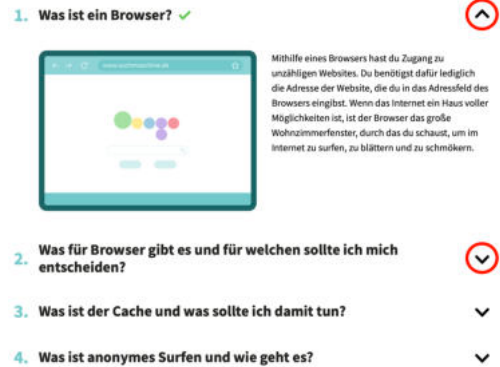 1. Was ist ein Browser?
Mithilfe eines Browsers hast du Zugang zu
unzähligen Websites. Du benötigst dafür lediglich
die Adresse der Website, die du in das Adressfeld des
Browsers eingibst. Wenn das Internet ein Haus voller
Möglichkeiten ist, ist der Browser das große
Wohnzimmerfenster, durch das du schaust, um im
Internet zu surfen, zu blättern und zu schmökern.
2. Was für Browser gibt es und für welchen sollte ich mich
entscheiden?
3. Was ist der Cache und was sollte ich damit tun?
4. Was ist anonymes Surfen und wie geht es?